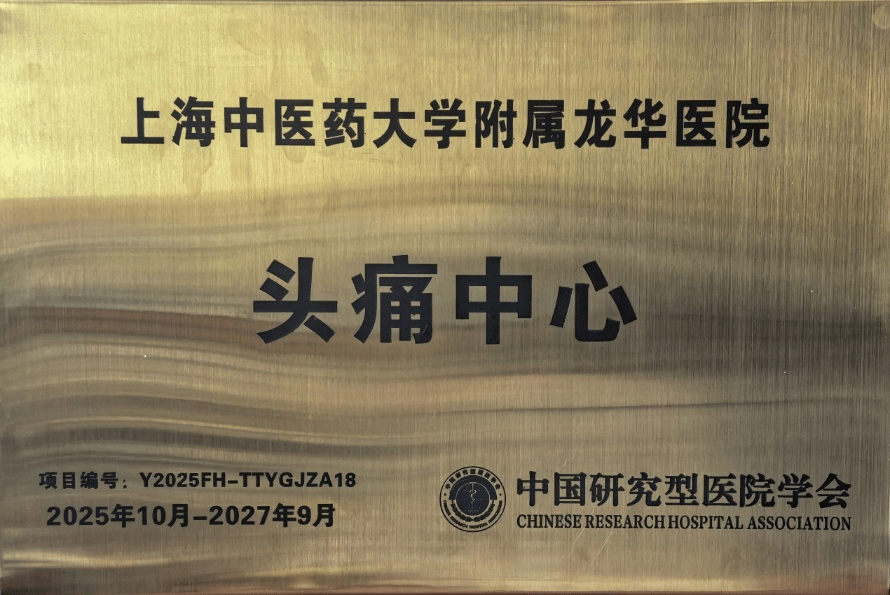 上海中医药大学附属龙华医院
头痛中心
项目编号：Y2025FH-TTYGJZA18
2025年10月-2027年9月
中国研究型医院学会
CHINESE RESEARCH HOSPITAL ASSOCIATION